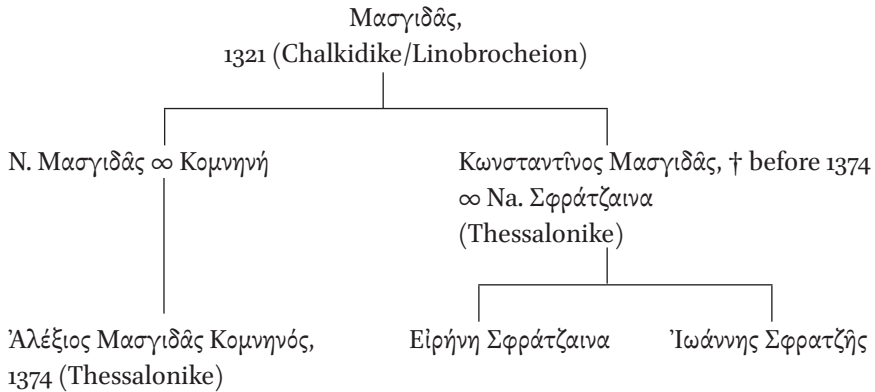 Μασγιδᾶς,
1321 (Chalkidike/Linobrocheion)
Ν. Μασγιδᾶς ∞ Κομνηνή
Κωνσταντῖνος Μασγιδᾶς, † before 1374
∞ Na. Σφράτζαινα
(Thessalonike)
Ἀλέξιος Μασγιδᾶς Κομνηνός,
1374 (Thessalonike)
Εἰρήνη Σφράτζαινα
Ἰωάννης Σφρατζῆς